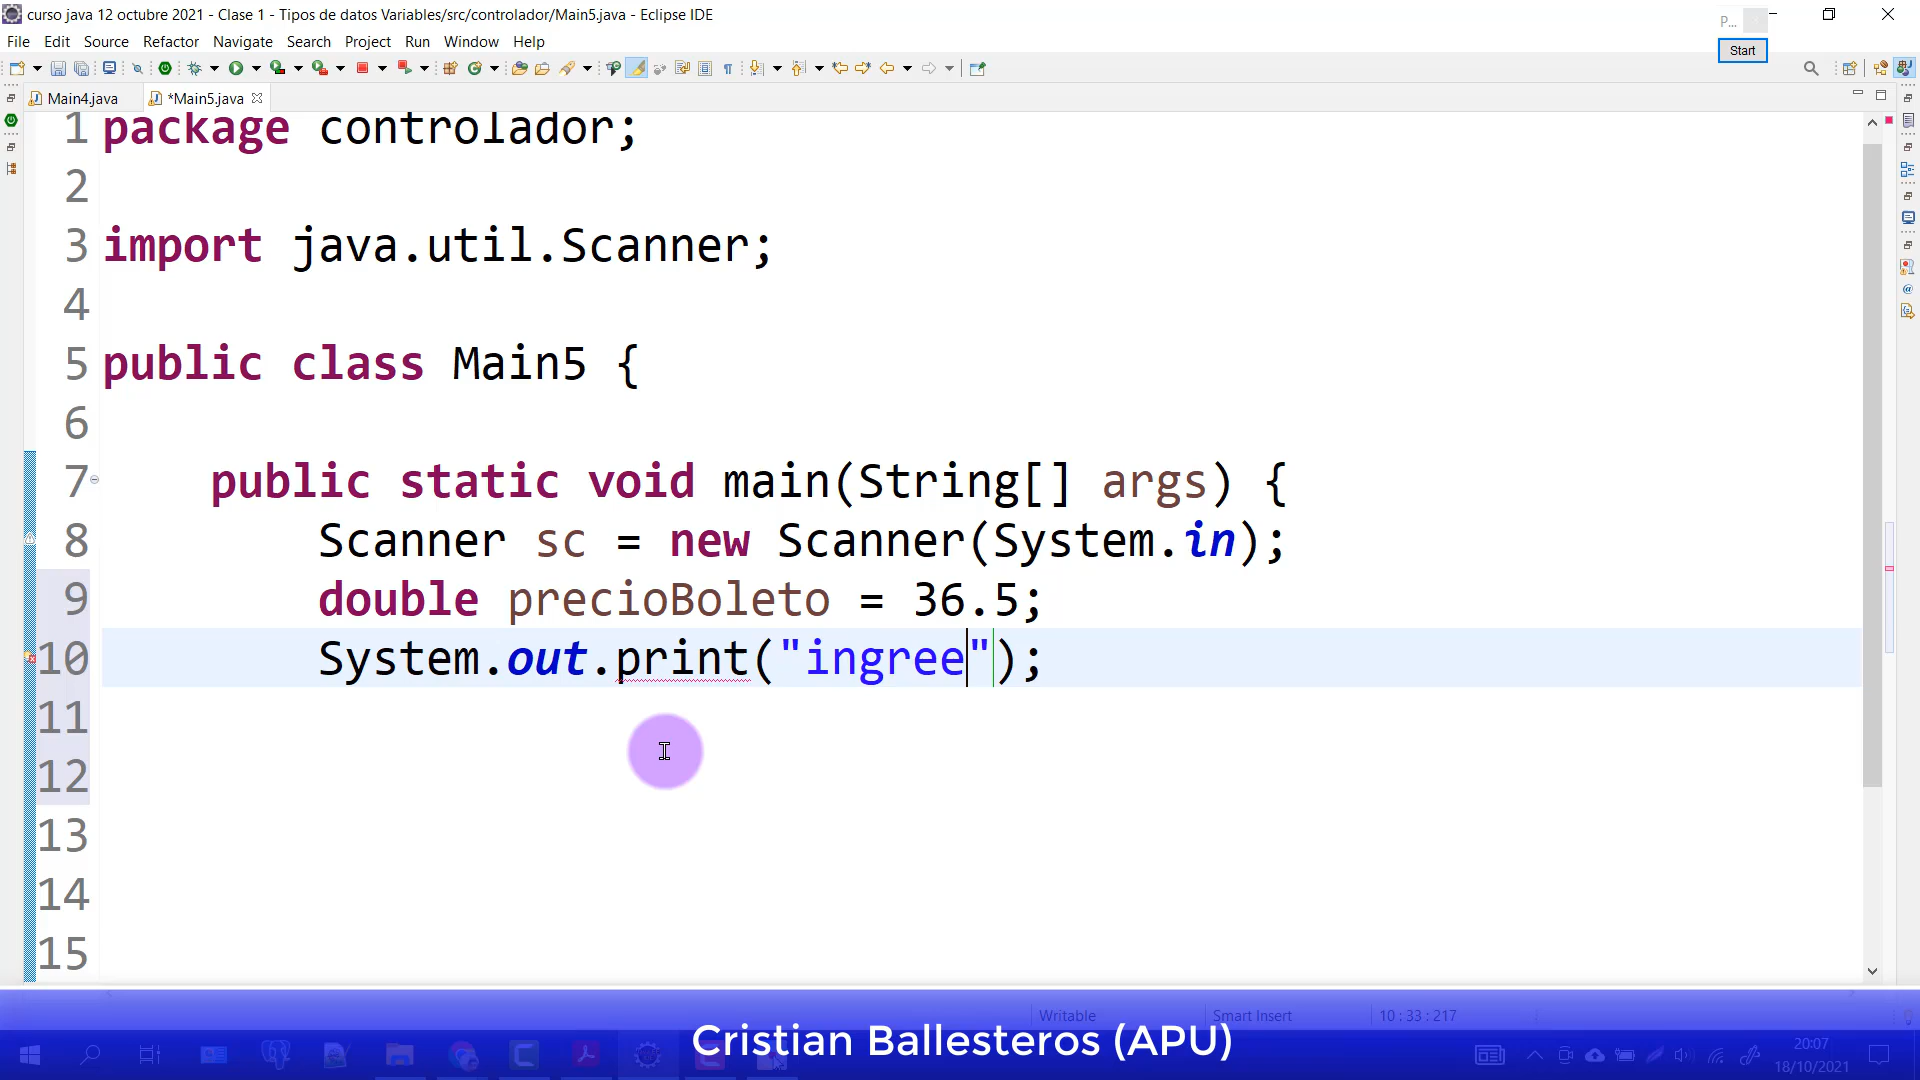 curso java 12 octubre 2021 - Clase 1 - Tipos de datos Variables/src/controlador/Main5.java - Eclipse IDE
P...
File Edit Source Refactor Navigate Search Project Run Window Help
Start
Main4.java *Main5.java
1 package controlador;
2
3 import java.util.Scanner;
4
5 public class Main5 {
6
7 public static void main(String[] args) {
8 Scanner sc = new Scanner(System.in);
9 double precioBoleto = 36.5;
10 System.out.print("ingree");
11
12
13
14
15
Writable Smart Insert 10 : 33 : 217
Cristian Ballesteros (APU)
20:07
18/10/2021